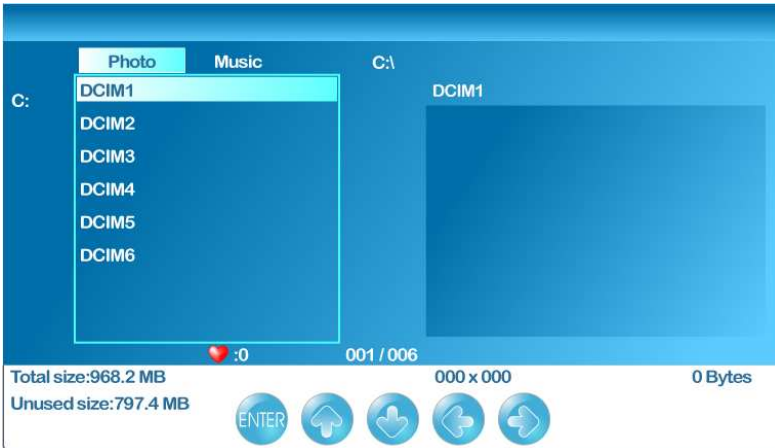 Photo Music C:\
C:
DCIM1 DCIM1
DCIM2
DCIM3
DCIM4
DCIM5
DCIM6
:0 001 / 006
Total size:968.2 MB 000 x 000 0 Bytes
Unused size:797.4 MB
ENTER